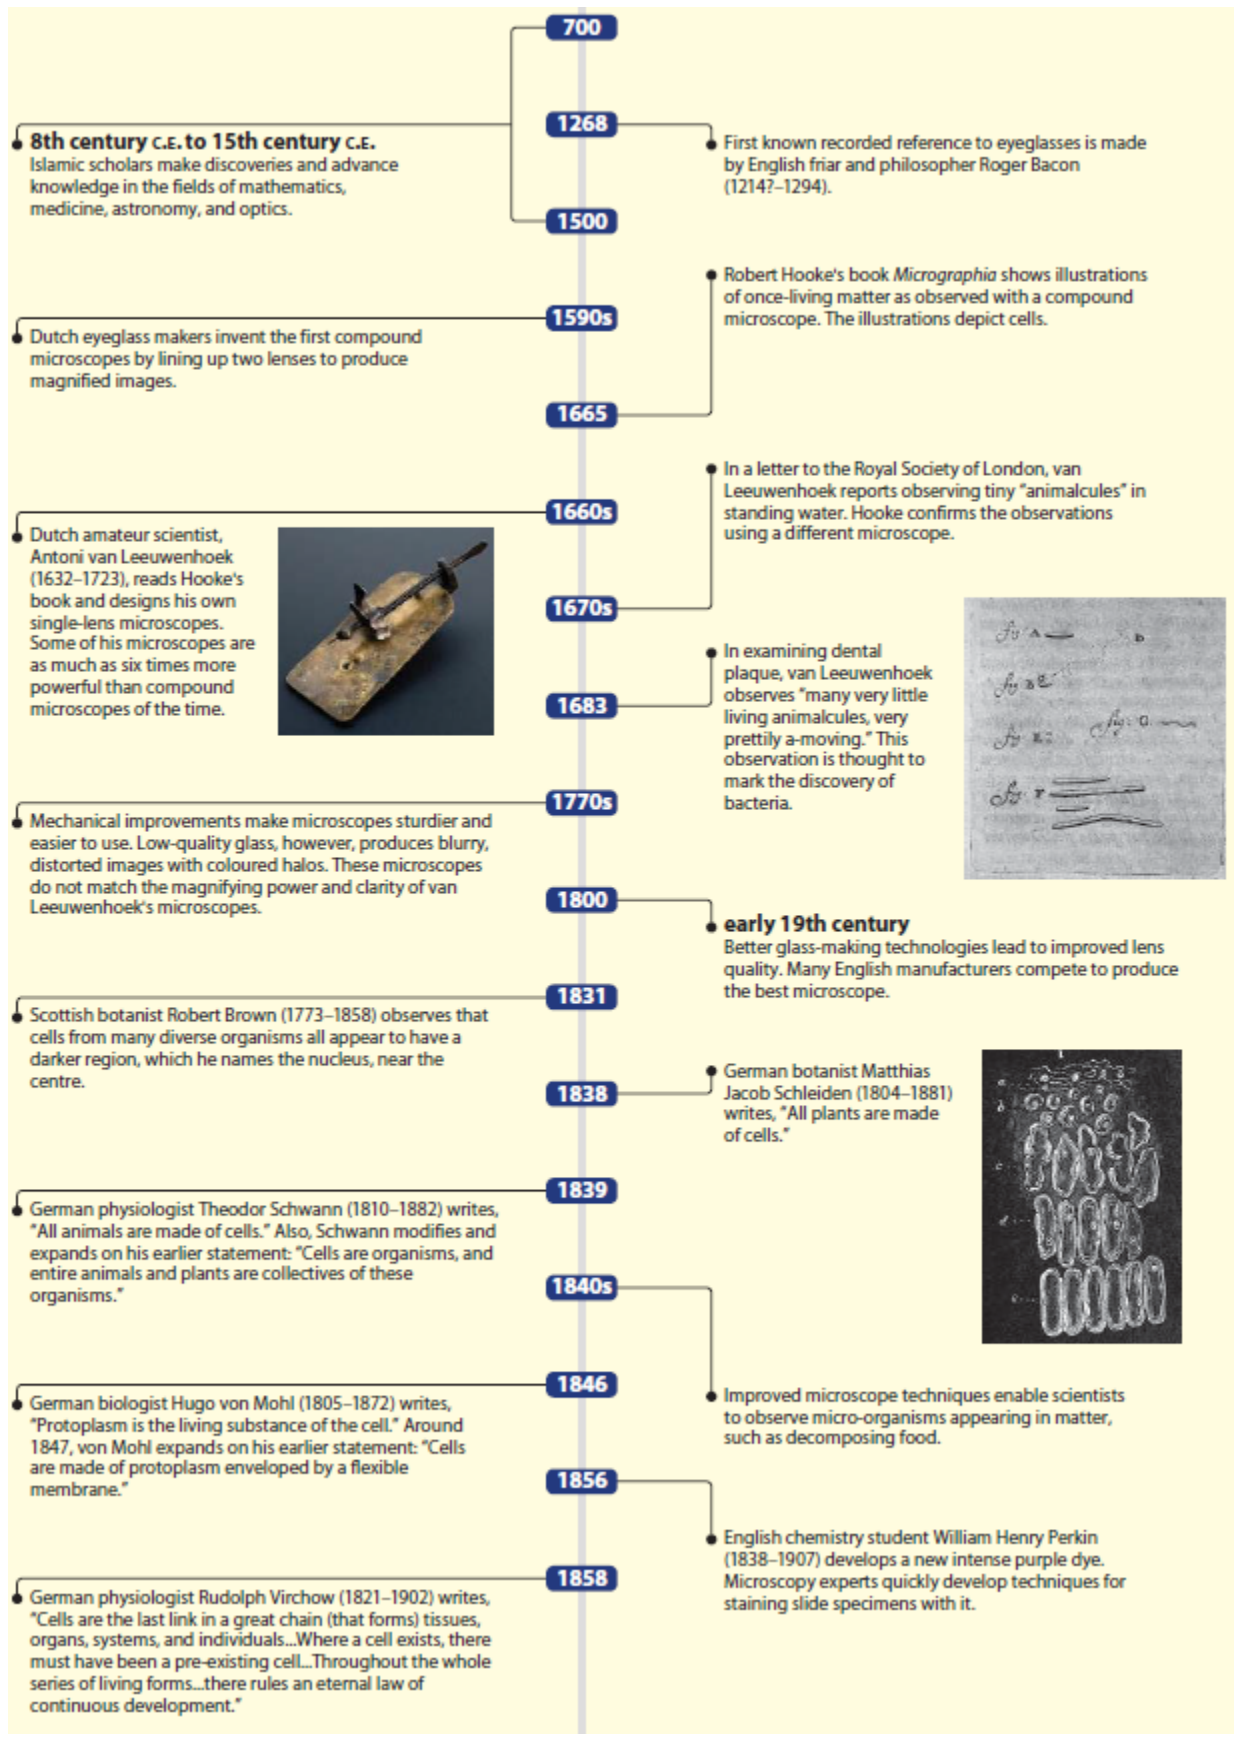 700
8th century C.E. to 15th century C.E.
Islamic scholars make discoveries and advance
knowledge in the fields of mathematics,
medicine, astronomy, and optics.
1268
First known recorded reference to eyeglasses is made
by English friar and philosopher Roger Bacon
(1214?–1294).
1500
1590s
Dutch eyeglass makers invent the first compound
microscopes by lining up two lenses to produce
magnified images.
Robert Hooke's book Micrographia shows illustrations
of once-living matter as observed with a compound
microscope. The illustrations depict cells.
1665
1660s
Dutch amateur scientist,
Antoni van Leeuwenhoek
(1632–1723), reads Hooke's
book and designs his own
single-lens microscopes.
Some of his microscopes are
as much as six times more
powerful than compound
microscopes of the time.
In a letter to the Royal Society of London, van
Leeuwenhoek reports observing tiny "animalcules" in
standing water. Hooke confirms the observations
using a different microscope.
1670s
In examining dental
plaque, van Leeuwenhoek
observes "many very little
living animalcules, very
prettily a-moving." This
observation is thought to
mark the discovery of
bacteria.
1683
fig: A
B
fig:
fig: G.
fig:
fig:
1770s
Mechanical improvements make microscopes sturdier and
easier to use. Low-quality glass, however, produces blurry,
distorted images with coloured halos. These microscopes
do not match the magnifying power and clarity of van
Leeuwenhoek's microscopes.
1800
early 19th century
Better glass-making technologies lead to improved lens
quality. Many English manufacturers compete to produce
the best microscope.
1831
Scottish botanist Robert Brown (1773–1858) observes that
cells from many diverse organisms all appear to have a
darker region, which he names the nucleus, near the
centre.
1838
German botanist Matthias
Jacob Schleiden (1804–1881)
writes, "All plants are made
of cells."
1839
German physiologist Theodor Schwann (1810–1882) writes,
"All animals are made of cells." Also, Schwann modifies and
expands on his earlier statement: "Cells are organisms, and
entire animals and plants are collectives of these
organisms."
1840s
Improved microscope techniques enable scientists
to observe micro-organisms appearing in matter,
such as decomposing food.
1846
German biologist Hugo von Mohl (1805–1872) writes,
"Protoplasm is the living substance of the cell." Around
1847, von Mohl expands on his earlier statement: "Cells
are made of protoplasm enveloped by a flexible
membrane."
1856
English chemistry student William Henry Perkin
(1838–1907) develops a new intense purple dye.
Microscopy experts quickly develop techniques for
staining slide specimens with it.
1858
German physiologist Rudolph Virchow (1821–1902) writes,
"Cells are the last link in a great chain (that forms) tissues,
organs, systems, and individuals...Where a cell exists, there
must have been a pre-existing cell...Throughout the whole
series of living forms...there rules an eternal law of
continuous development."